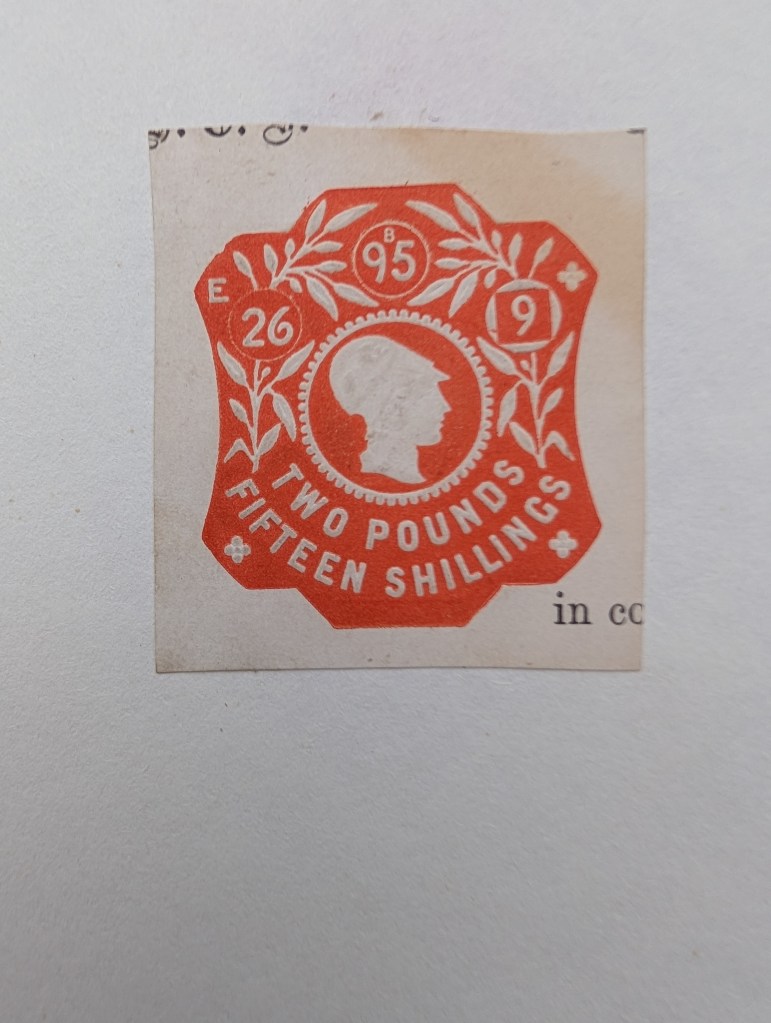 B
95
E
26
9
TWO POUNDS
FIFTEEN SHILLINGS
in co